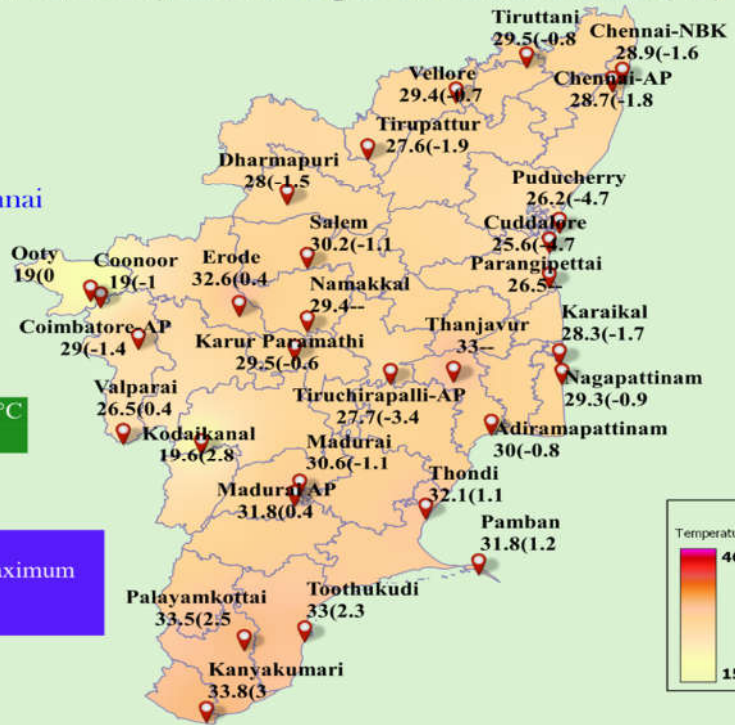 Tiruttani
29.5(-0.8
Chennai-NBK
28.9(-1.6
Vellore
29.4(-0.7
Chennai-AP
28.7(-1.8
Tirupattur
27.6(-1.9
Dharmapuri
28(-1.5
Puducherry
26.2(-4.7
nnai
Salem
30.2(-1.1
Cuddalore
25.6(-4.7
Ooty
19(0
Coonoor
19(-1
Erode
32.6(0.4
Parangipettai
26.5--
Namakkal
29.4--
Karaikal
28.3(-1.7
Coimbatore-AP
29(-1.4
Karur Paramathi
29.5(-0.6
Thanjavur
33--
Nagapattinam
29.3(-0.9
Valparai
26.5(0.4
Tiruchirapalli-AP
27.7(-3.4
°C
Kodaikanal
19.6(2.8
Madurai
30.6(-1.1
Adiramapattinam
30(-0.8
Madurai AP
31.8(0.4
Thondi
32.1(1.1
Pamban
31.8(1.2
Temperatu
40
15
aximum
Palayamkottai
33.5(2.5
Toothukudi
33(2.3
Kanyakumari
33.8(3